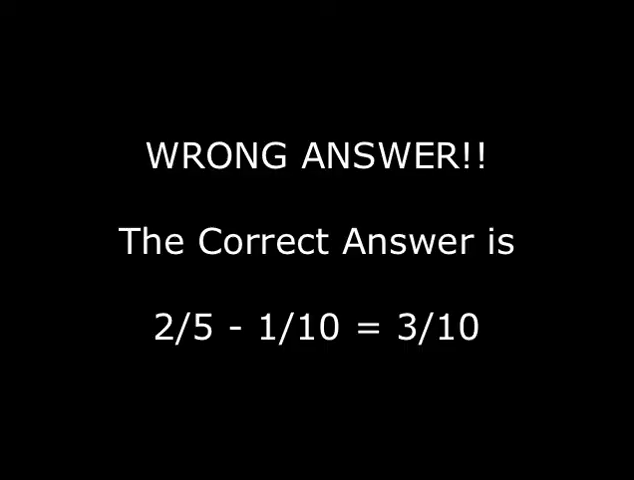 WRONG ANSWER!!
The Correct Answer is
2/5 - 1/10 = 3/10